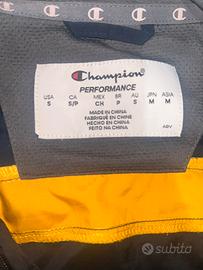 Champion
PERFORMANCE
USA CA MEX BR AU JPN ASIA
S S/P CH P S M M
MADE IN CHINA
FABRIQUÉ EN CHINE
HECHO EN CHINA
FEITO NA CHINA
subito